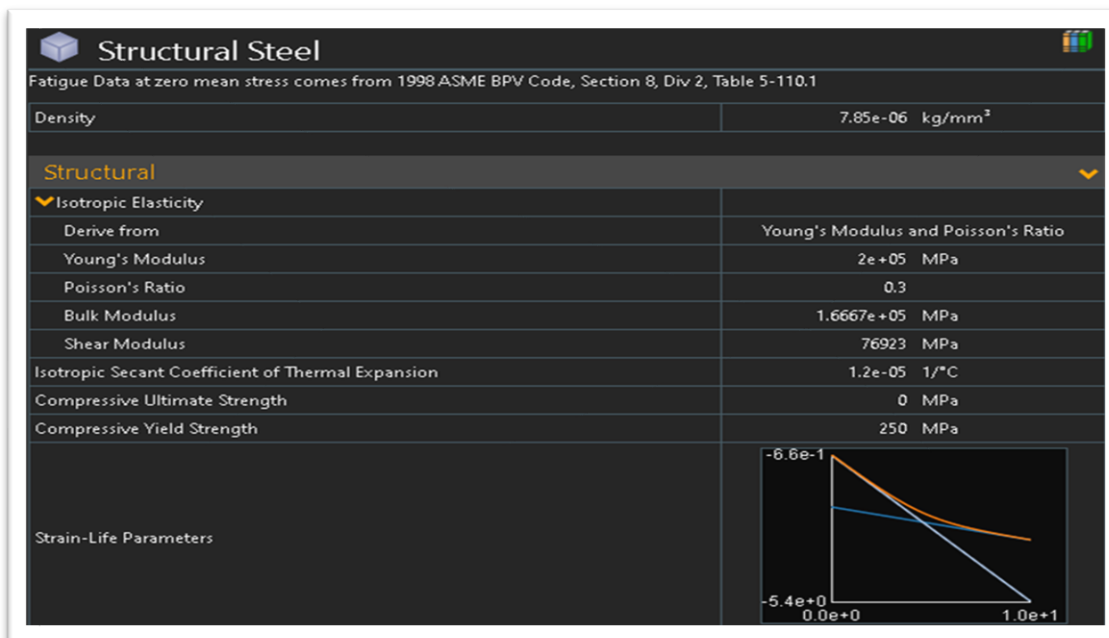 Structural Steel
Fatigue Data at zero mean stress comes from 1998 ASME BPV Code, Section 8, Div 2, Table 5-110.1
Density 7.85e-06 kg/mm³
Structural
Isotropic Elasticity
Derive from Young's Modulus and Poisson's Ratio
Young's Modulus 2e+05 MPa
Poisson's Ratio 0.3
Bulk Modulus 1.6667e+05 MPa
Shear Modulus 76923 MPa
Isotropic Secant Coefficient of Thermal Expansion 1.2e-05 1/°C
Compressive Ultimate Strength 0 MPa
Compressive Yield Strength 250 MPa
-6.6e-1
Strain-Life Parameters
-5.4e+0
0.0e+0 1.0e+1